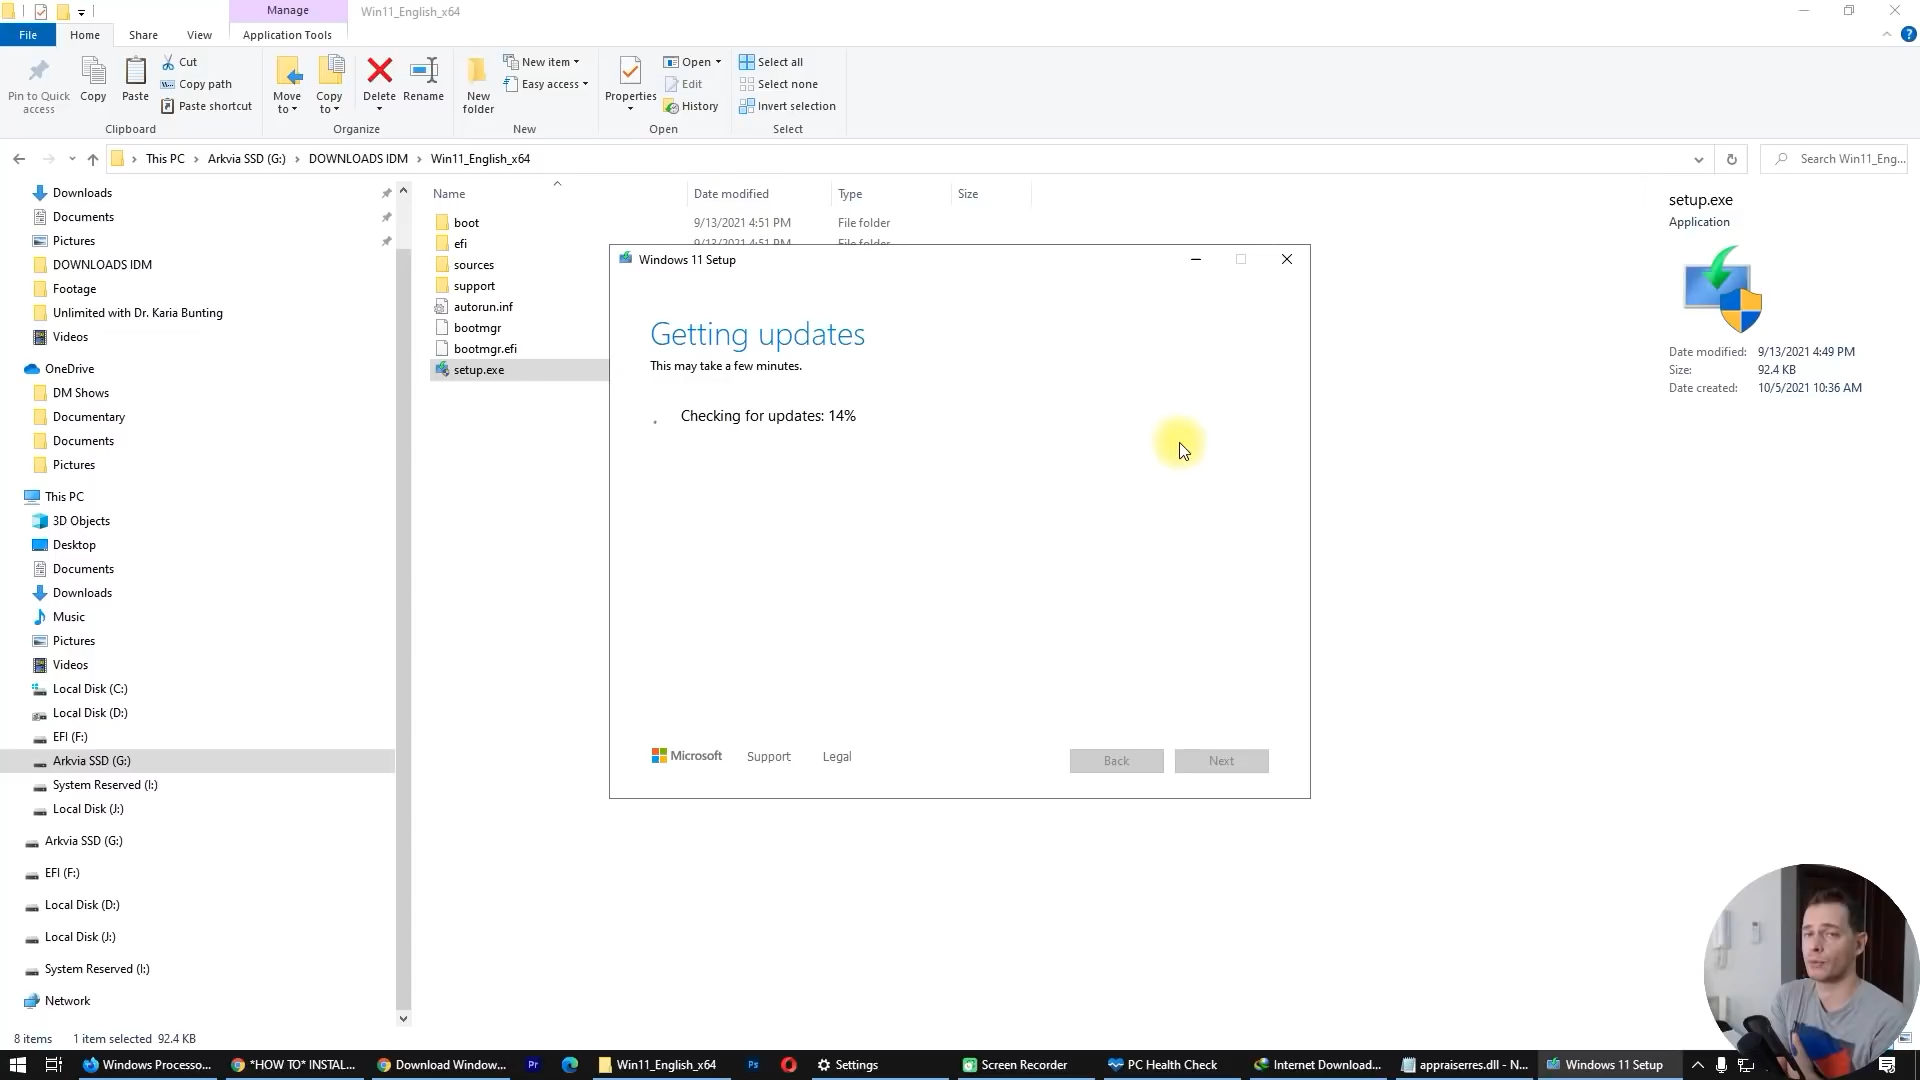 Manage
Win11_English_x64
File
Home
Share
View
Application Tools
Pin to Quick access
Copy
Paste
Cut
Copy path
Paste shortcut
Clipboard
Move to
Copy to
Delete
Rename
Organize
New folder
New item
Easy access
New
Properties
Open
Edit
History
Open
Select all
Select none
Invert selection
Select
This PC > Arkvia SSD (G:) > DOWNLOADS IDM > Win11_English_x64
Search Win11_Eng...
Downloads
Documents
Pictures
DOWNLOADS IDM
Footage
Unlimited with Dr. Karia Bunting
Videos
OneDrive
DM Shows
Documentary
Documents
Pictures
This PC
3D Objects
Desktop
Documents
Downloads
Music
Pictures
Videos
Local Disk (C:)
Local Disk (D:)
EFI (F:)
Arkvia SSD (G:)
System Reserved (I:)
Local Disk (J:)
Arkvia SSD (G:)
EFI (F:)
Local Disk (D:)
Local Disk (J:)
System Reserved (I:)
Network
Name Date modified Type Size
boot 9/13/2021 4:51 PM File folder
efi 9/13/2021 4:51 PM File folder
sources
support
autorun.inf
bootmgr
bootmgr.efi
setup.exe
Windows 11 Setup
Getting updates
This may take a few minutes.
Checking for updates: 14%
Microsoft Support Legal
Back Next
setup.exe
Application
Date modified: 9/13/2021 4:49 PM
Size: 92.4 KB
Date created: 10/5/2021 10:36 AM
8 items 1 item selected 92.4 KB
Windows Processo...
*HOW TO* INSTAL...
Download Window...
Pr
Win11_English_x64
Ps
Settings
Screen Recorder
PC Health Check
Internet Download...
appraiserres.dll - N...
Windows 11 Setup